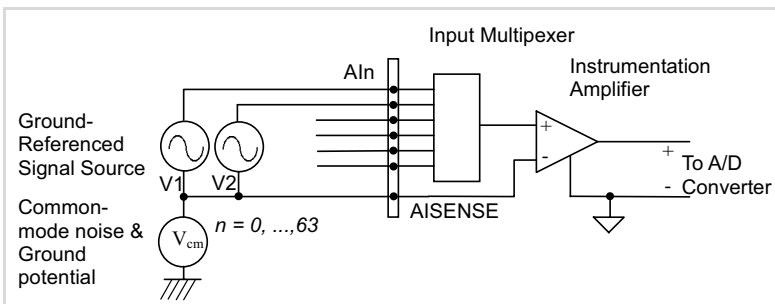 Input Multipexer
AIn
Instrumentation
Amplifier
Ground-
Referenced
Signal Source
V1
V2
+
-
+
-
To A/D
Converter
AISENSE
Common-
mode noise &
Ground
potential
Vcm
n = 0, ...,63